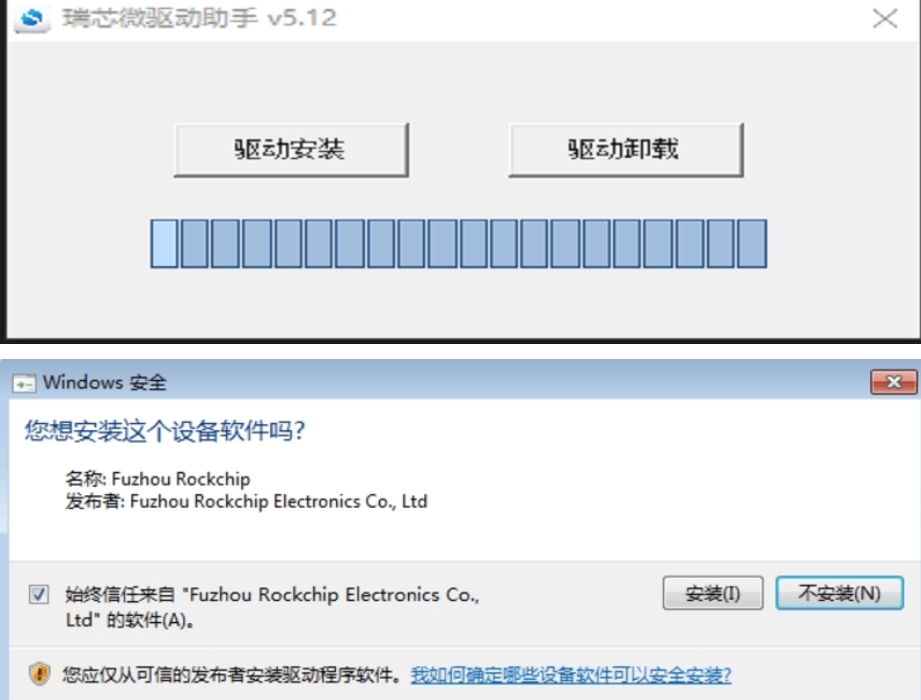 瑞芯微驱动助手 v5.12
驱动安装 驱动卸载
Windows 安全
您想安装这个设备软件吗?
名称: Fuzhou Rockchip
发布者: Fuzhou Rockchip Electronics Co., Ltd
始终信任来自 "Fuzhou Rockchip Electronics Co.,
Ltd" 的软件(A)。
安装(I) 不安装(N)
您应仅从可信的发布者安装驱动程序软件。我如何确定哪些设备软件可以安全安装?